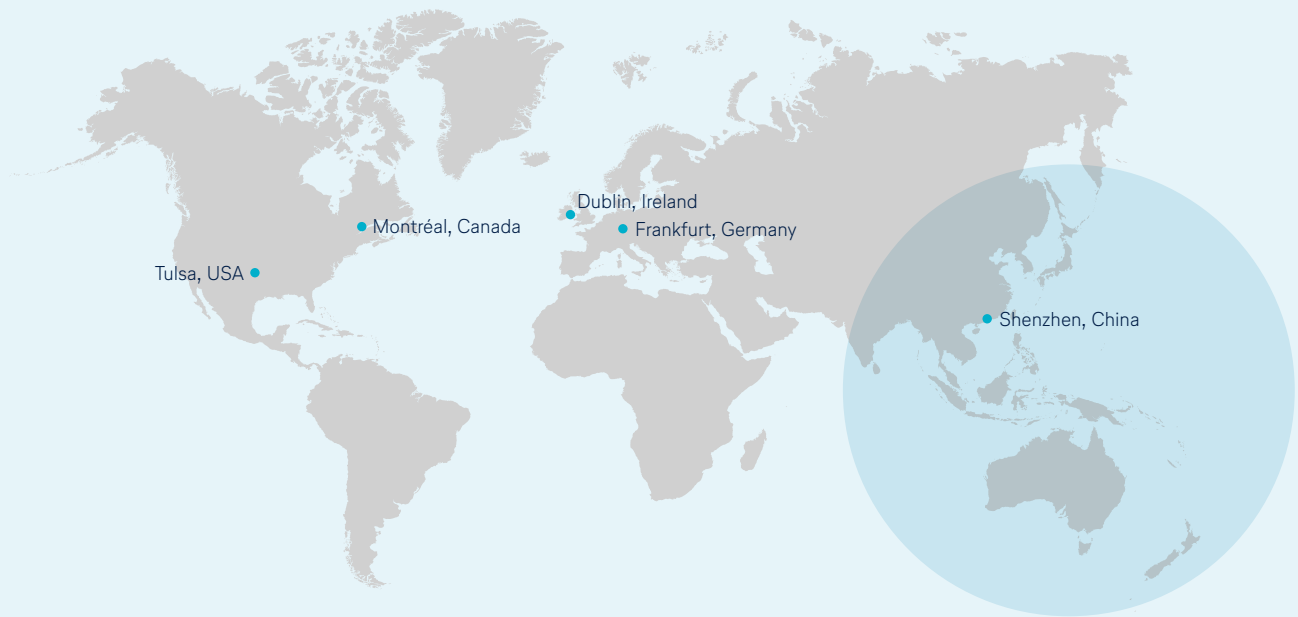 Dublin, Ireland
Montréal, Canada
Frankfurt, Germany
Tulsa, USA
Shenzhen, China